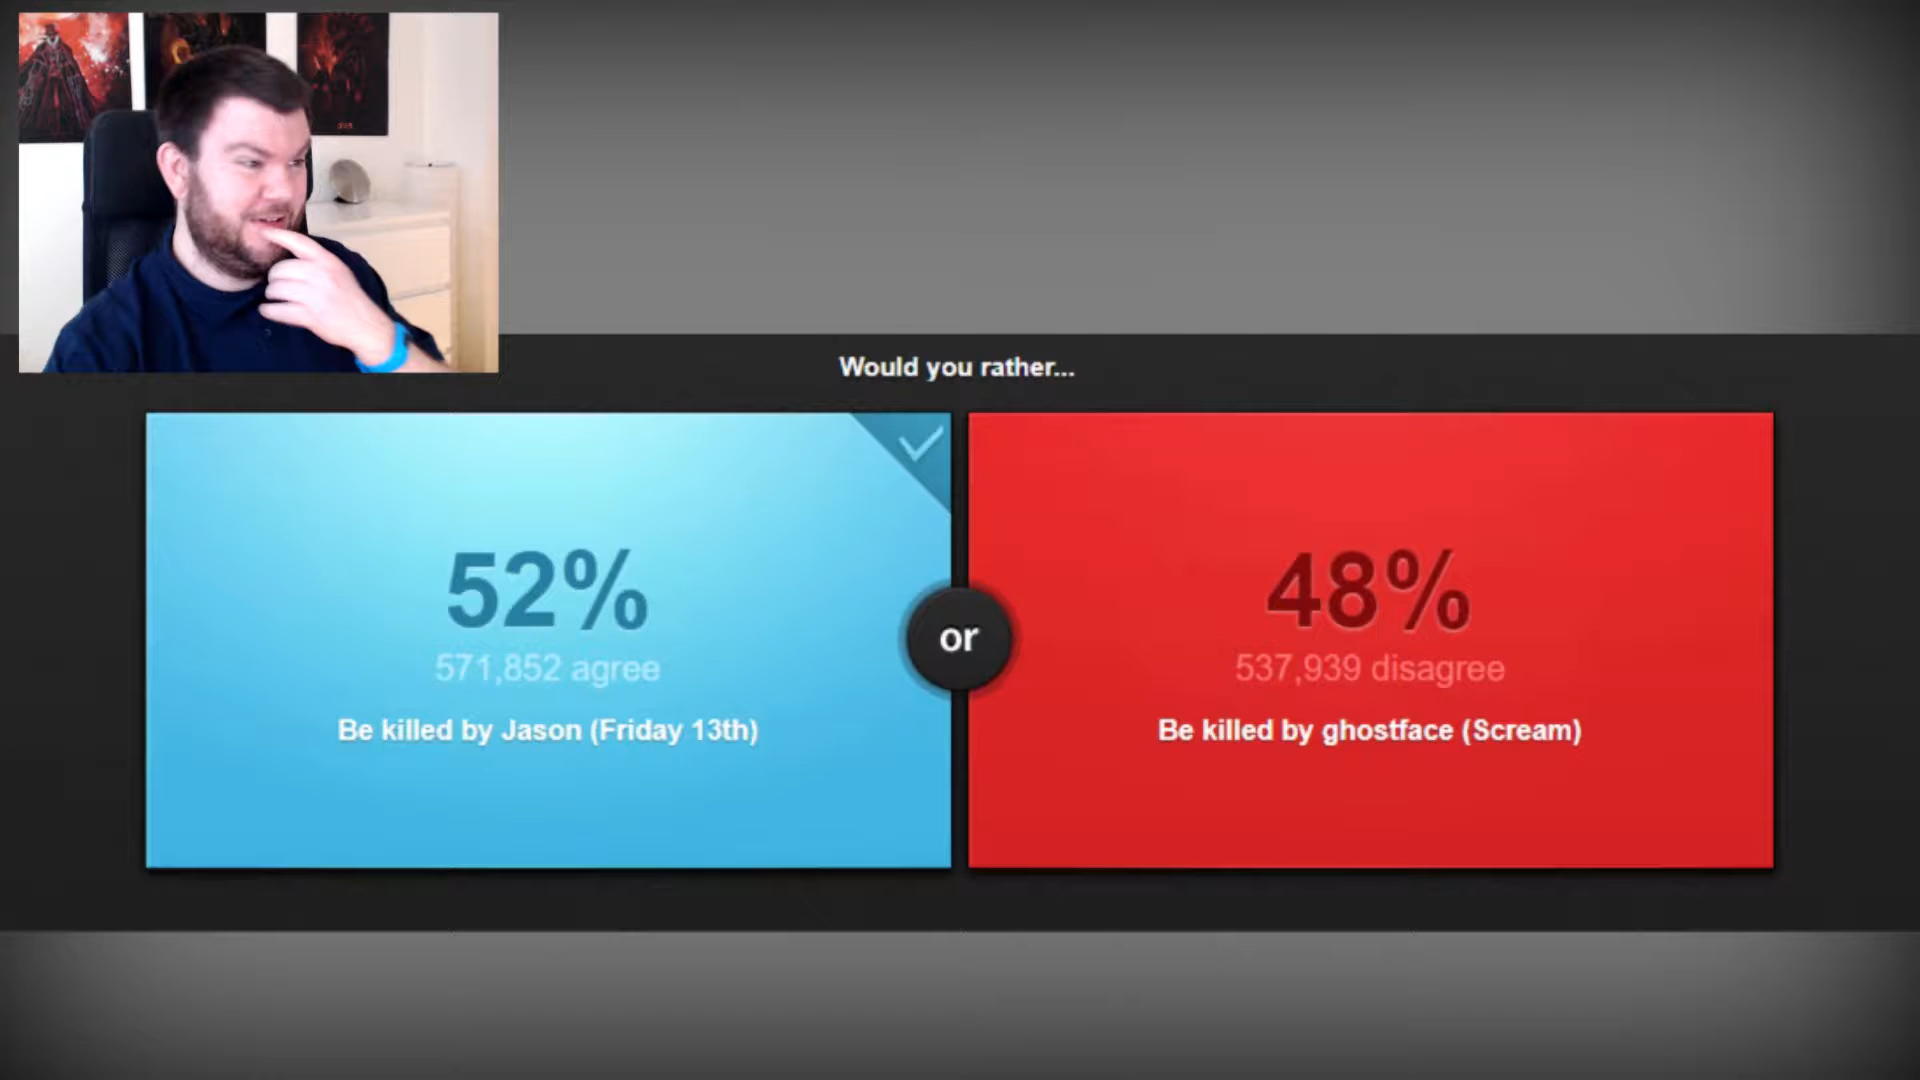 Would you rather...
52%
571,852 agree
Be killed by Jason (Friday 13th)
or
48%
537,939 disagree
Be killed by ghostface (Scream)